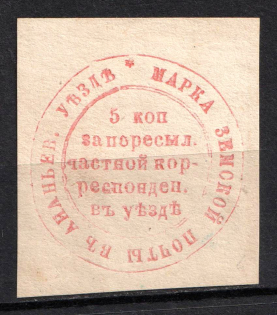 * МАРКА ЗЕМСКОЙ ПОЧТЫ ВЪ АНАНЬЕВ. УѢЗДѢ
5 коп
за пересыл.
частной кор-
респонден.
въ уѣздѣ